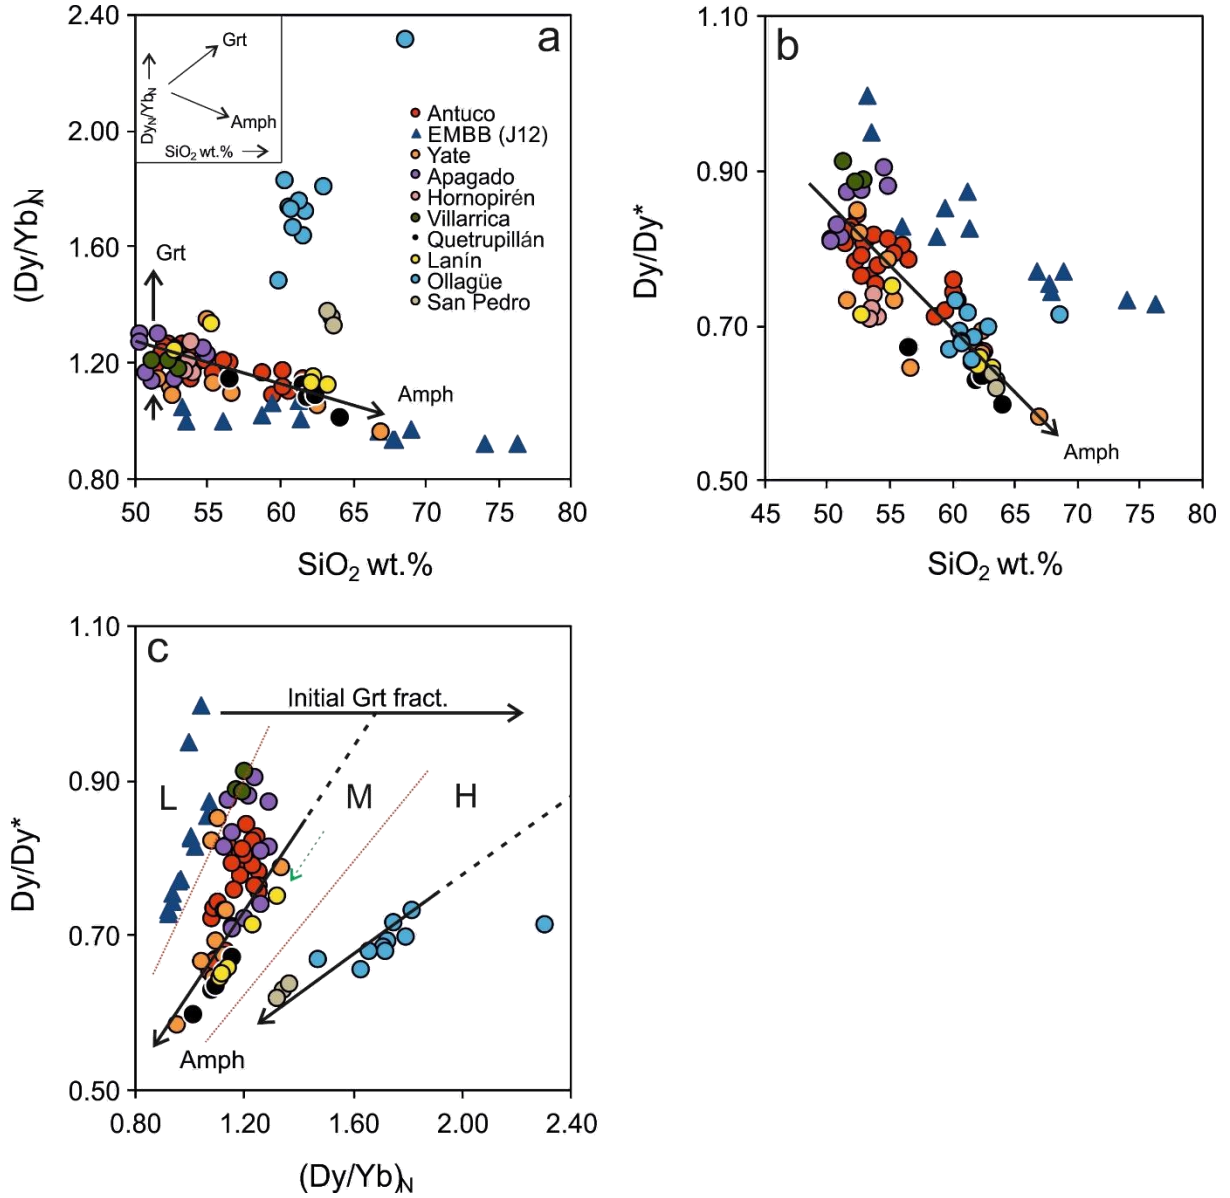 2.40
2.00
1.60
1.20
0.80
(Dy/Yb)N
50
55
60
65
70
75
80
SiO2 wt.%
a
Grt
Amph
DyN/YbN
SiO2 wt.%
Antuco
EMBB (J12)
Yate
Apagado
Hornopirén
Villarrica
Quetrupillán
Lanín
Ollagüe
San Pedro
Grt
Amph
1.10
0.90
0.70
0.50
Dy/Dy*
45
50
55
60
65
70
75
80
SiO2 wt.%
b
Amph
1.10
0.90
0.70
0.50
Dy/Dy*
0.80
1.20
1.60
2.00
2.40
(Dy/Yb)N
c
Initial Grt fract.
L
M
H
Amph